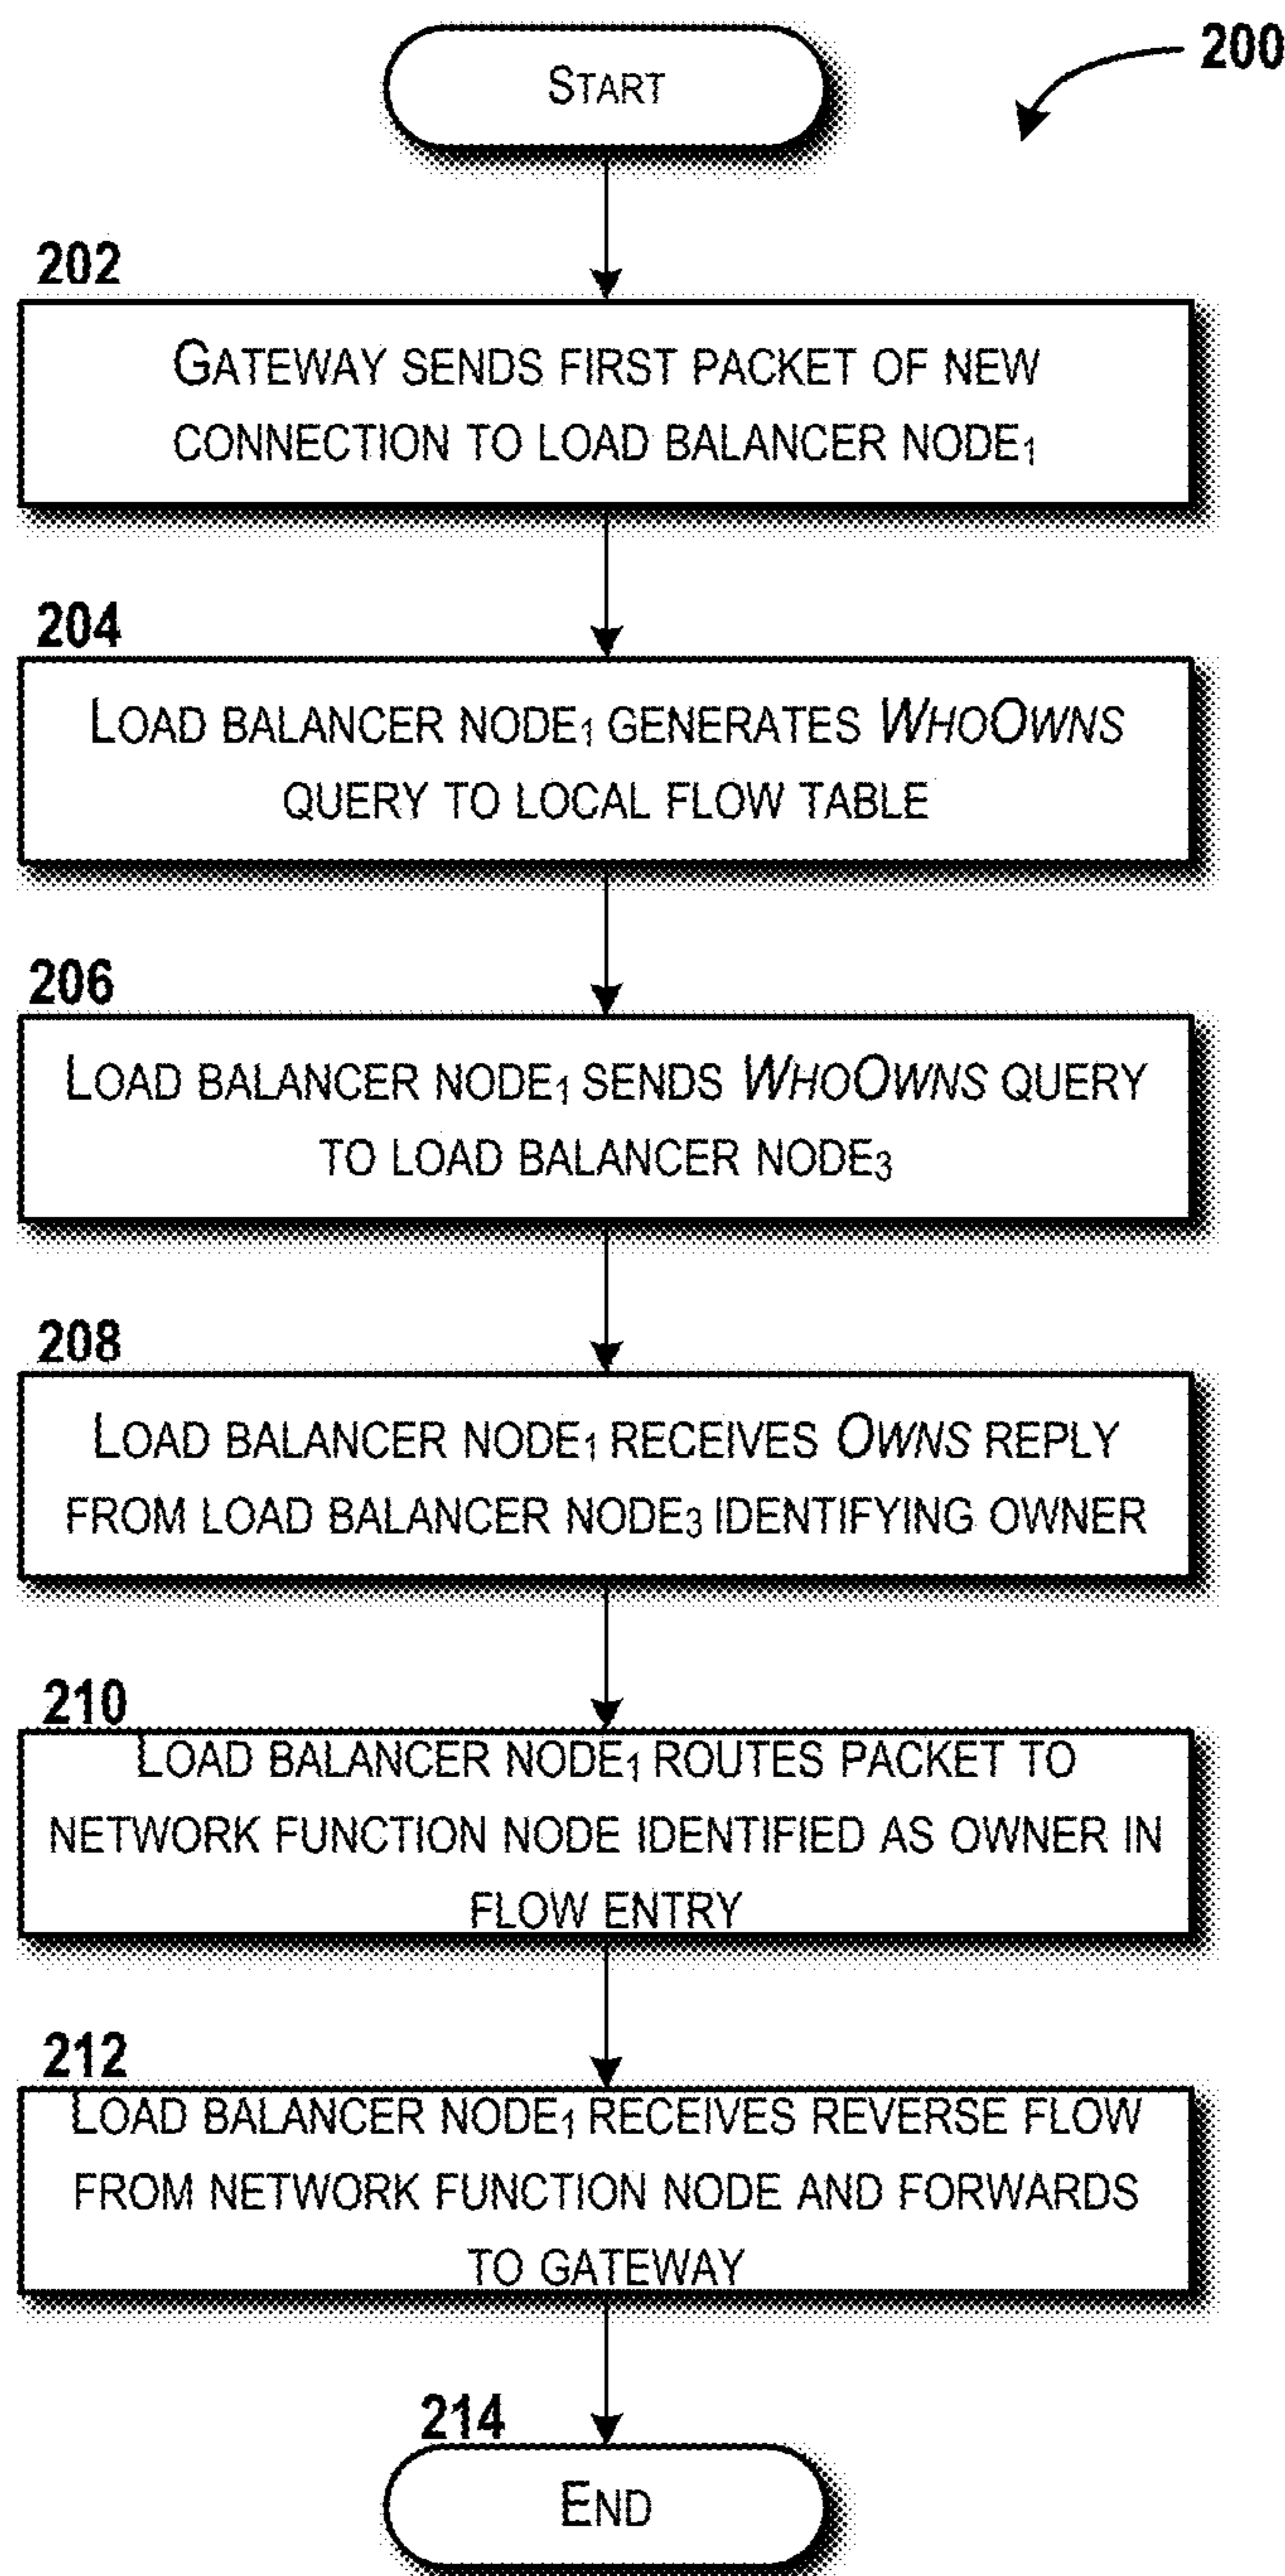 200
START
202
GATEWAY SENDS FIRST PACKET OF NEW
CONNECTION TO LOAD BALANCER NODE₁
204
LOAD BALANCER NODE₁ GENERATES WHOOWNS
QUERY TO LOCAL FLOW TABLE
206
LOAD BALANCER NODE₁ SENDS WHOOWNS QUERY
TO LOAD BALANCER NODE₃
208
LOAD BALANCER NODE₁ RECEIVES OWNS REPLY
FROM LOAD BALANCER NODE₃ IDENTIFYING OWNER
210
LOAD BALANCER NODE₁ ROUTES PACKET TO
NETWORK FUNCTION NODE IDENTIFIED AS OWNER IN
FLOW ENTRY
212
LOAD BALANCER NODE₁ RECEIVES REVERSE FLOW
FROM NETWORK FUNCTION NODE AND FORWARDS
TO GATEWAY
214
END